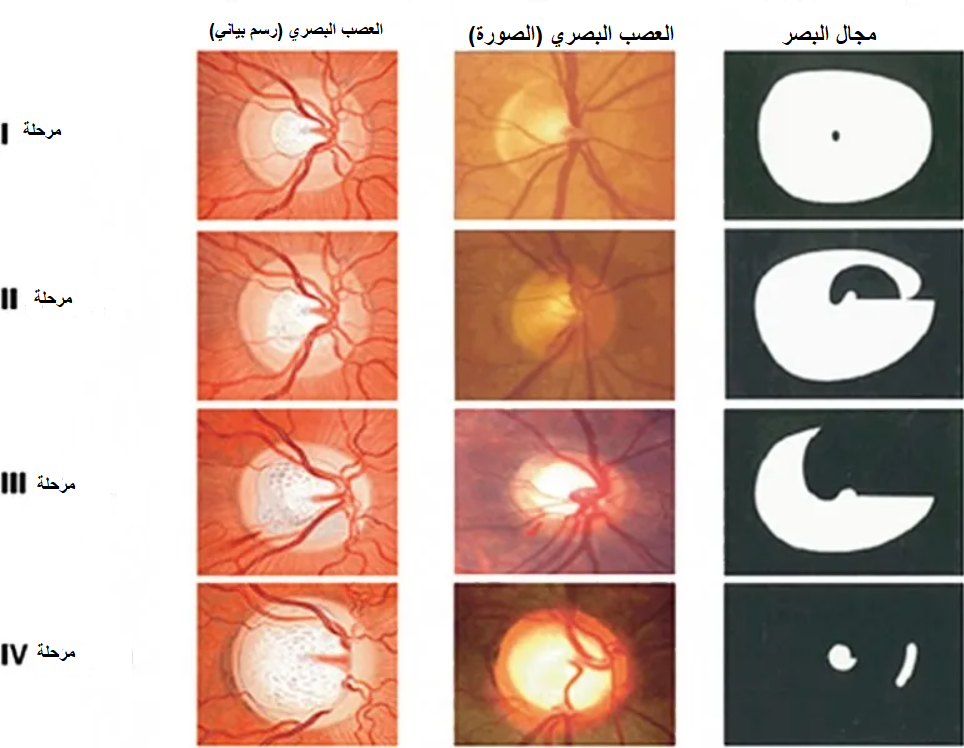 مجال البصر
العصب البصري (الصورة)
العصب البصري (رسم بياني)
مرحلة I
مرحلة II
مرحلة III
مرحلة IV